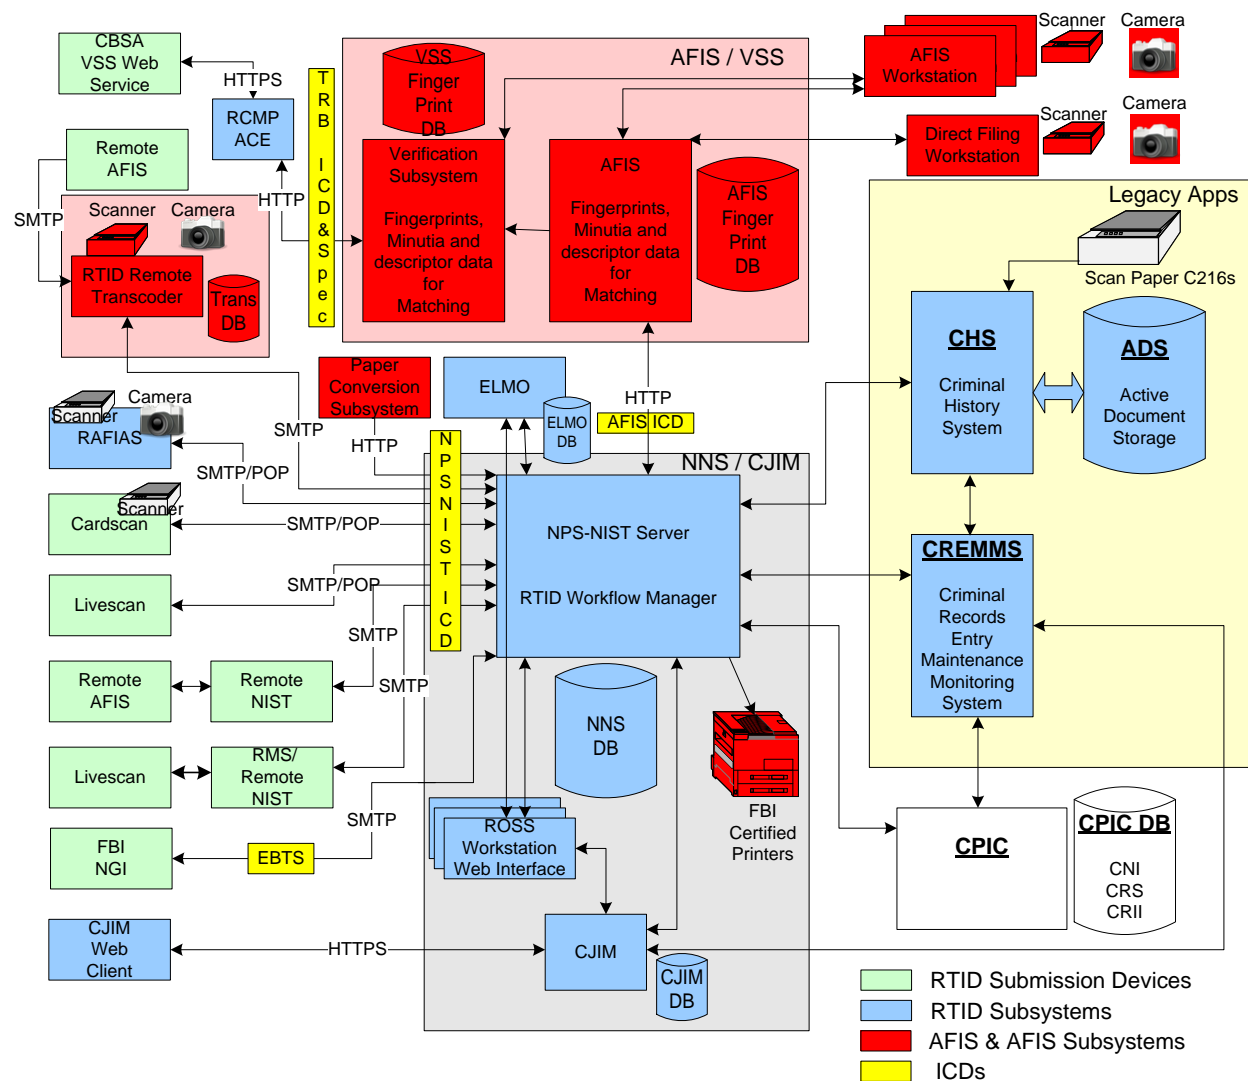 CBSA
VSS Web
Service
HTTPS
RCMP
ACE
HTTP
Remote
AFIS
SMTP
Scanner
Camera
RTID Remote
Transcoder
Trans
DB
TRB ICD&Spec
AFIS / VSS
VSS
Finger
Print
DB
Verification
Subsystem
Fingerprints,
Minutia and
descriptor data
for
Matching
AFIS
Fingerprints,
Minutia and
descriptor data
for
Matching
AFIS
Finger
Print
DB
AFIS
Workstation
Scanner
Camera
Direct Filing
Workstation
Scanner
Camera
Legacy Apps
Scan Paper C216s
CHS
Criminal
History
System
ADS
Active
Document
Storage
CREMMS
Criminal
Records
Entry
Maintenance
Monitoring
System
CPIC
CPIC DB
CNI
CRS
CRII
Paper
Conversion
Subsystem
HTTP
ELMO
ELMO
DB
HTTP
AFIS ICD
NPSNIST ICD
NNS / CJIM
NPS-NIST Server
RTID Workflow Manager
NNS
DB
FBI
Certified
Printers
ROSS
Workstation
Web Interface
CJIM
CJIM
DB
Scanner
Camera
RAFIAS
SMTP
SMTP/POP
Scanner
Cardscan
SMTP/POP
Livescan
SMTP/POP
SMTP
Remote
AFIS
Remote
NIST
SMTP
Livescan
RMS/
Remote
NIST
SMTP
FBI
NGI
EBTS
CJIM
Web
Client
HTTPS
RTID Submission Devices
RTID Subsystems
AFIS & AFIS Subsystems
ICDs